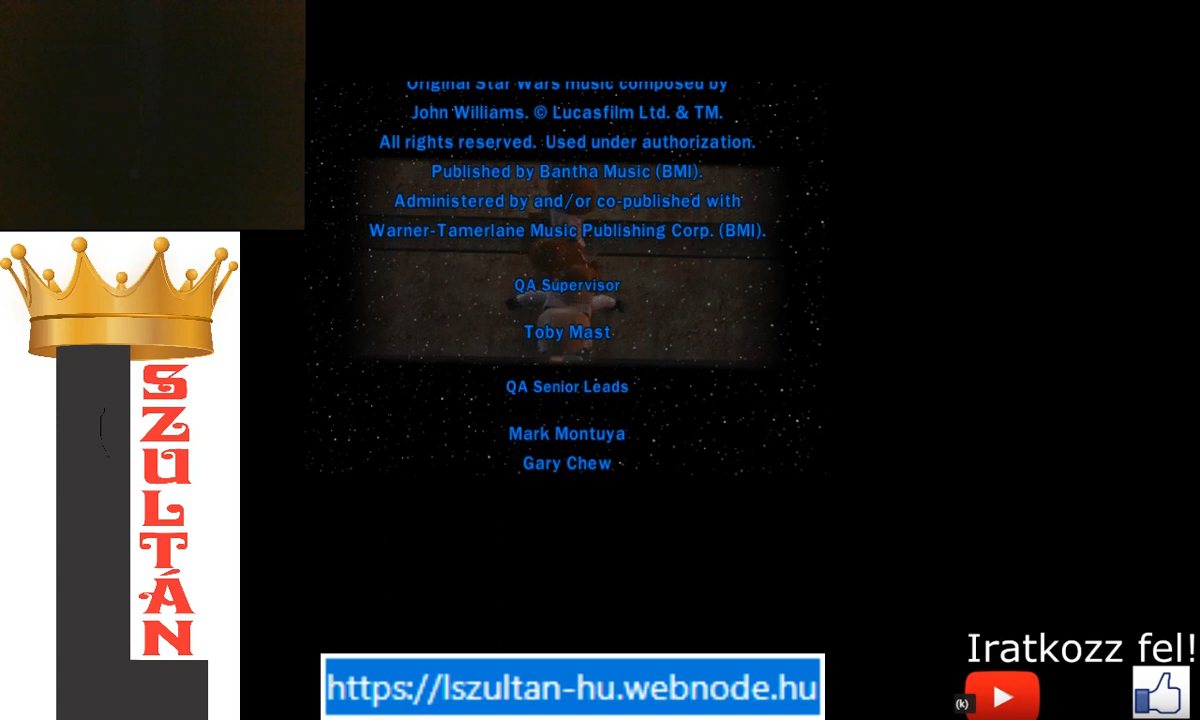 Original Star Wars music composed by
John Williams. © Lucasfilm Ltd. & TM.
All rights reserved. Used under authorization.
Published by Bantha Music (BMI).
Administered by and/or co-published with
Warner-Tamerlane Music Publishing Corp. (BMI).
QA Supervisor
Toby Mast
QA Senior Leads
Mark Montuya
Gary Chew
L
SZULTÁN
https://lszultan-hu.webnode.hu
Iratkozz fel!
(k)